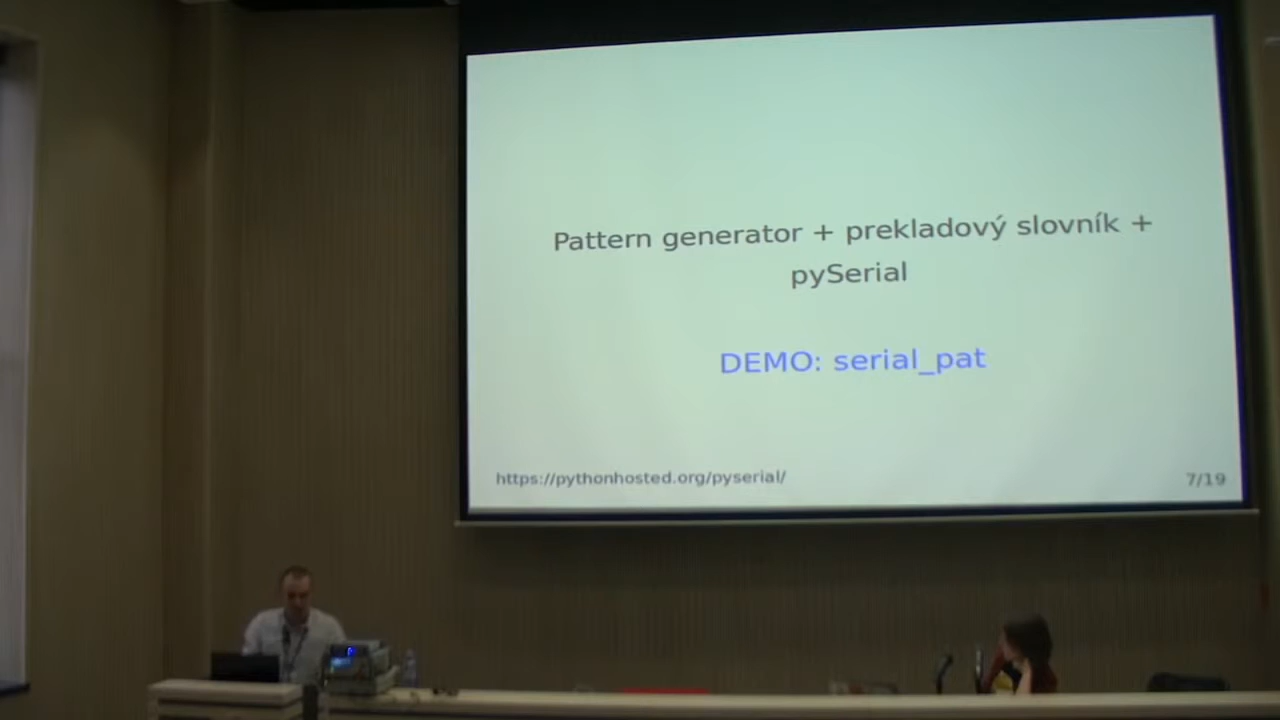 Pattern generator + prekladový slovník +
pySerial
DEMO: serial_pat
https://pythonhosted.org/pyserial/
7/19